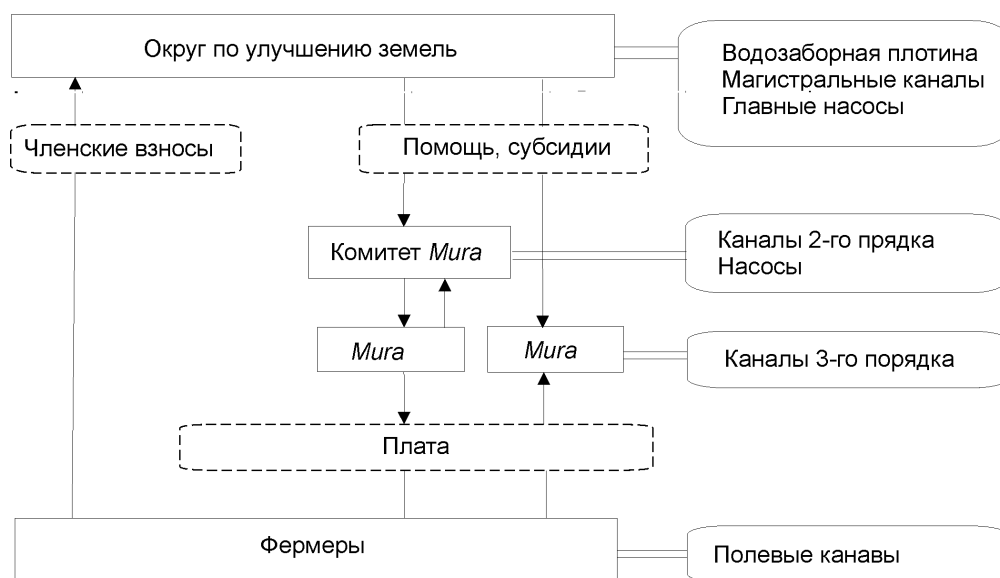 Округ по улучшению земель
Водозаборная плотина
Магистральные каналы
Главные насосы
Членские взносы
Помощь, субсидии
Комитет Mura
Каналы 2-го прядка
Насосы
Mura
Mura
Каналы 3-го порядка
Плата
Фермеры
Полевые канавы